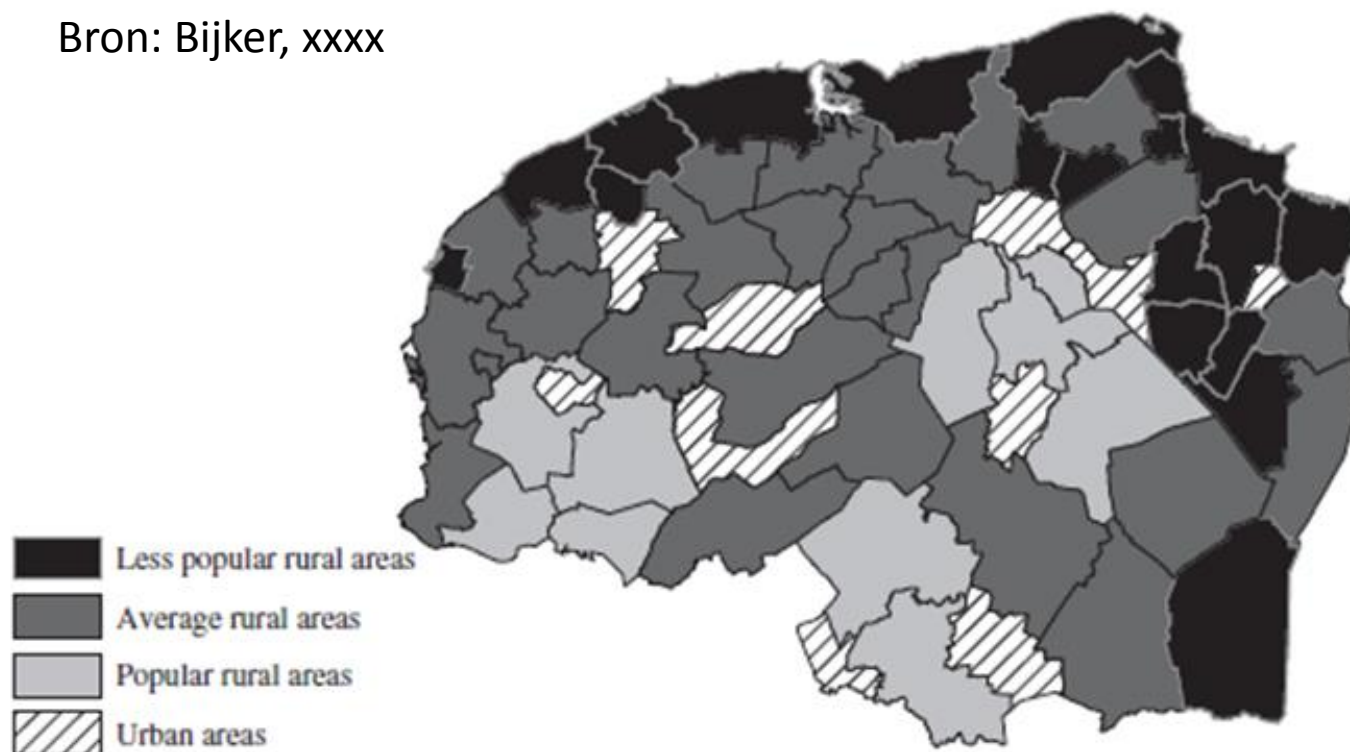 Bron: Bijker, xxxx
Less popular rural areas
Average rural areas
Popular rural areas
Urban areas